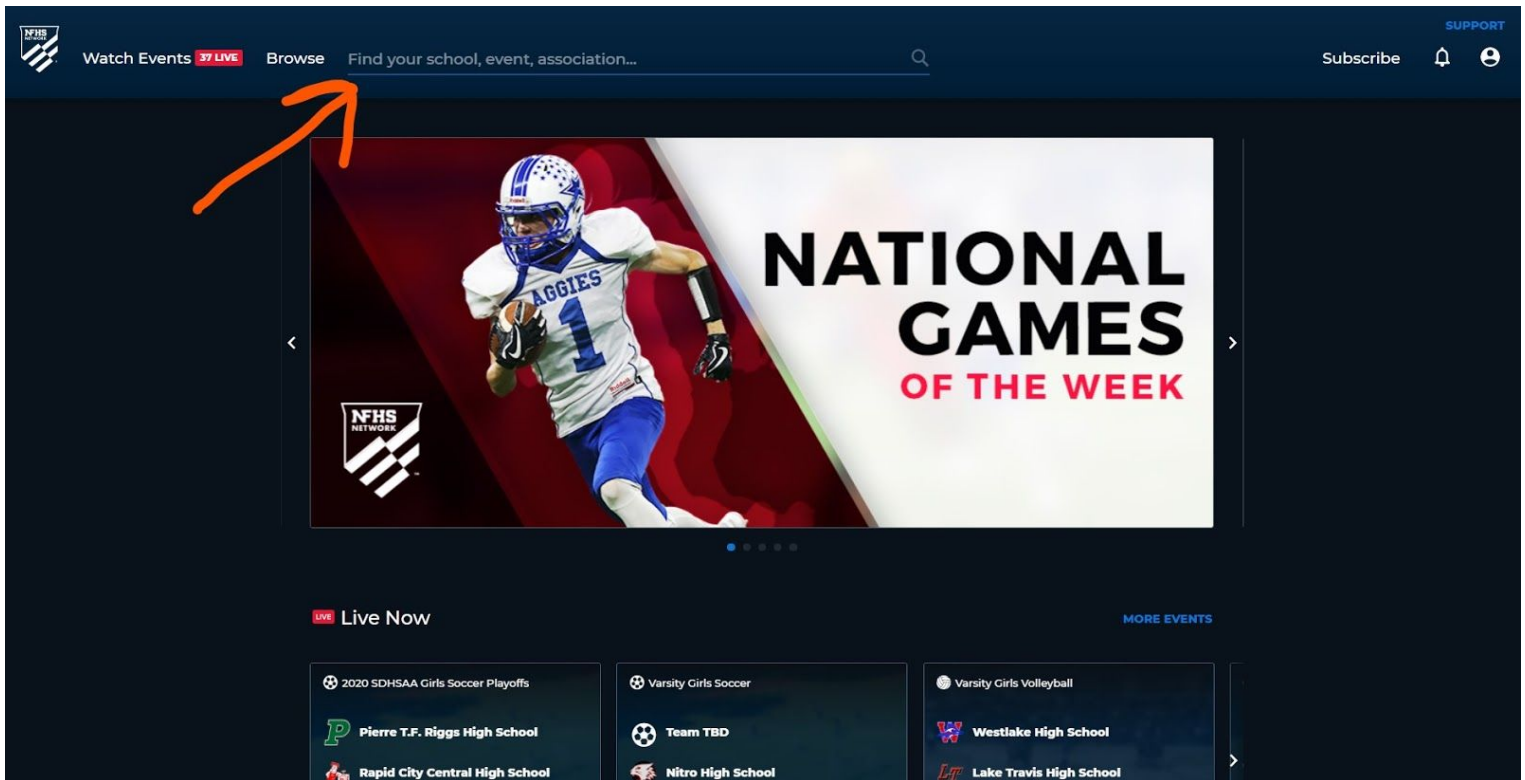 SUPPORT
NFHS
NETWORK
Watch Events 37 LIVE Browse Find your school, event, association... Subscribe
AGGIES
1
NATIONAL
GAMES
OF THE WEEK
NFHS
NETWORK
LIVE Live Now MORE EVENTS
2020 SDHSAA Girls Soccer Playoffs
P Pierre T.F. Riggs High School
Rapid City Central High School
Varsity Girls Soccer
Team TBD
Nitro High School
Varsity Girls Volleyball
W Westlake High School
LT Lake Travis High School